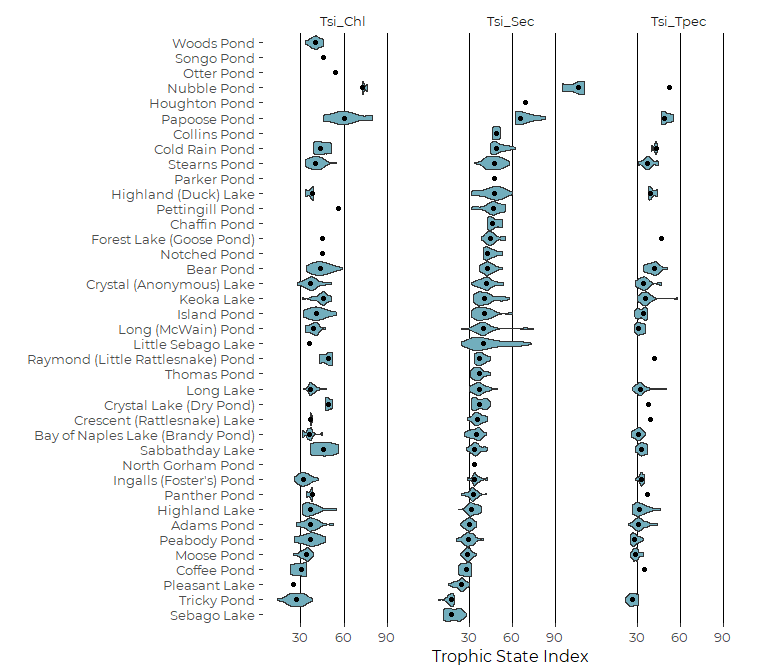 Tsi_Chl Tsi_Sec Tsi_Tpec
Woods Pond
Songo Pond
Otter Pond
Nubble Pond
Houghton Pond
Papoose Pond
Collins Pond
Cold Rain Pond
Stearns Pond
Parker Pond
Highland (Duck) Lake
Pettingill Pond
Chaffin Pond
Forest Lake (Goose Pond)
Notched Pond
Bear Pond
Crystal (Anonymous) Lake
Keoka Lake
Island Pond
Long (McWain) Pond
Little Sebago Lake
Raymond (Little Rattlesnake) Pond
Thomas Pond
Long Lake
Crystal Lake (Dry Pond)
Crescent (Rattlesnake) Lake
Bay of Naples Lake (Brandy Pond)
Sabbathday Lake
North Gorham Pond
Ingalls (Foster's) Pond
Panther Pond
Highland Lake
Adams Pond
Peabody Pond
Moose Pond
Coffee Pond
Pleasant Lake
Tricky Pond
Sebago Lake
30 60 90 30 60 90 30 60 90
Trophic State Index